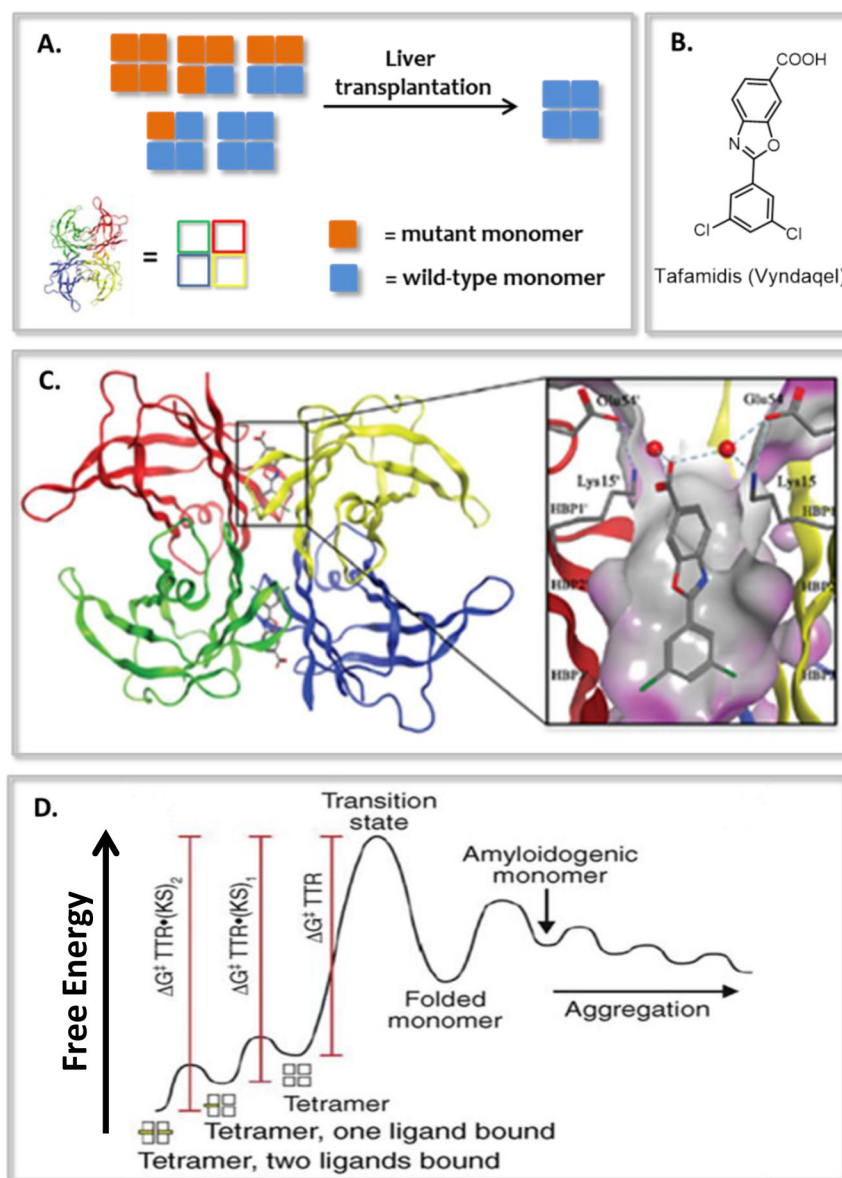 A.
Liver
transplantation
=
= mutant monomer
= wild-type monomer
B.
COOH
N
O
Cl
Cl
Tafamidis (Vyndaqel)
C.
Glu54'
Glu54
Lys15'
Lys15
HBP1'
HBP1
HBP2'
HBP2
HBP3'
HBP3
D.
Free Energy
ΔG‡ TTR•(KS)2
ΔG‡ TTR•(KS)1
ΔG‡ TTR
Transition
state
Amyloidogenic
monomer
Folded
monomer
Aggregation
Tetramer
Tetramer, one ligand bound
Tetramer, two ligands bound